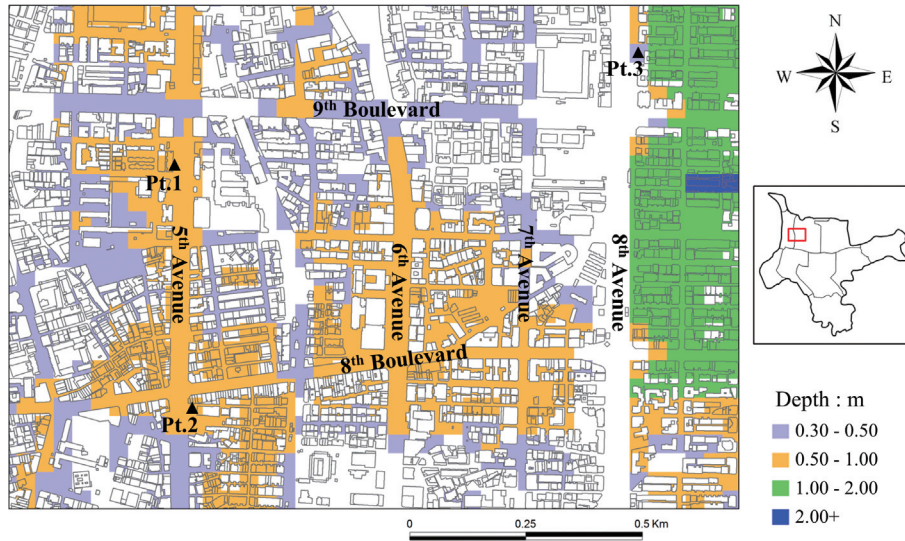 Pt.3
9th Boulevard
Pt.1
5th Avenue
6th Avenue
7th Avenue
8th Avenue
8th Boulevard
Pt.2
N
W
E
S
Depth : m
0.30 - 0.50
0.50 - 1.00
1.00 - 2.00
2.00+
0
0.25
0.5 Km